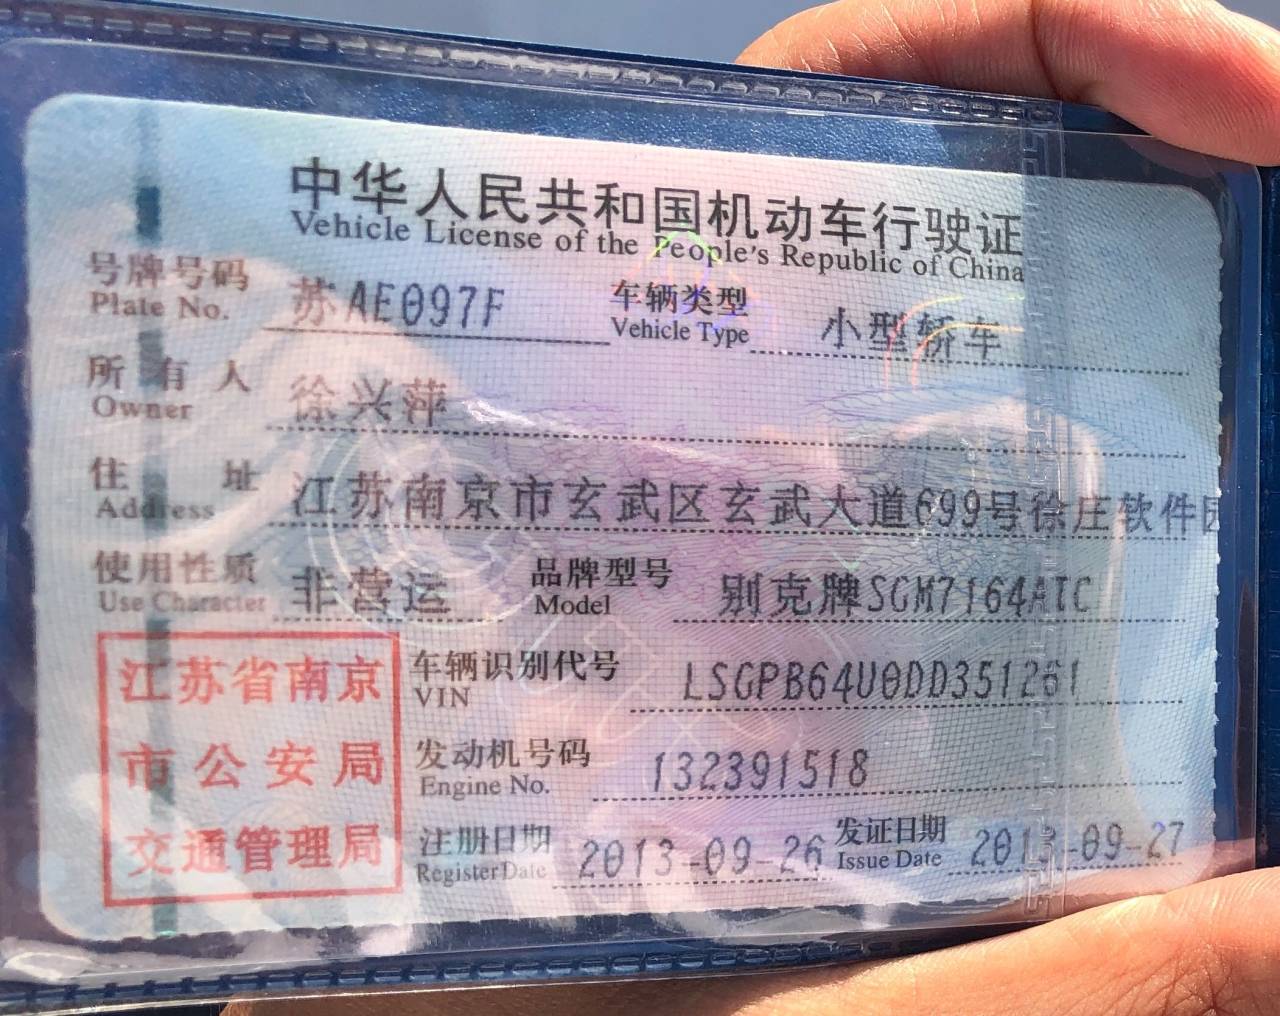 中华人民共和国机动车行驶证
Vehicle License of the People's Republic of China
号牌号码 苏AE097F 车辆类型 小型轿车
Plate No. Vehicle Type
所有人 徐兴萍
Owner
住址 江苏南京市玄武区玄武大道699号徐庄软件园
Address
使用性质 非营运 品牌型号 别克牌SGM7164ATC
Use Character Model
江苏省南京
市公安局
交通管理局
车辆识别代号 LSGPB64U0DD351261
VIN
发动机号码 132391518
Engine No.
注册日期 2013-09-26 发证日期 2013-09-27
Register Date Issue Date